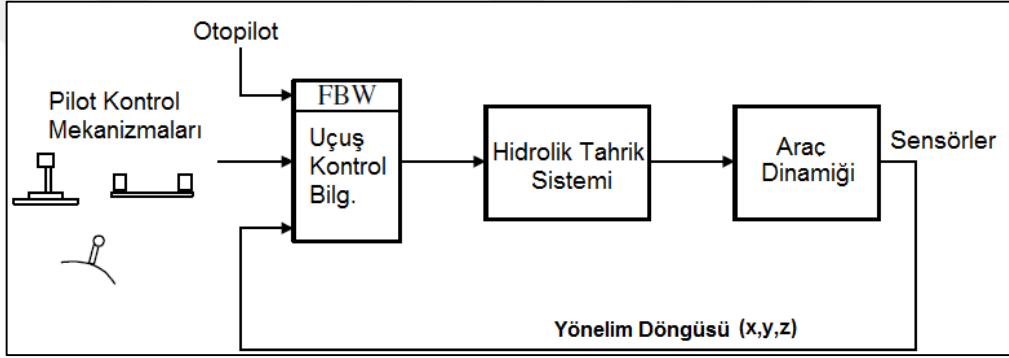 Otopilot
Pilot Kontrol
Mekanizmaları
FBW
Uçuş
Kontrol
Bilg.
Hidrolik Tahrik
Sistemi
Araç
Dinamiği
Sensörler
Yönelim Döngüsü (x,y,z)